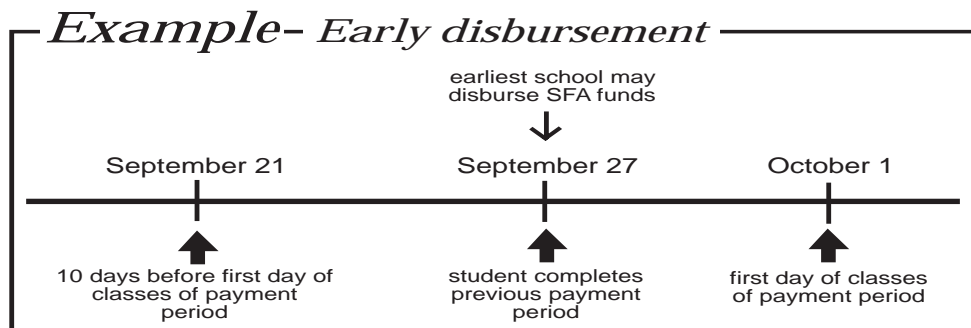 Example – Early disbursement
earliest school may
disburse SFA funds
September 21
September 27
October 1
10 days before first day of
classes of payment
period
student completes
previous payment
period
first day of classes
of payment period